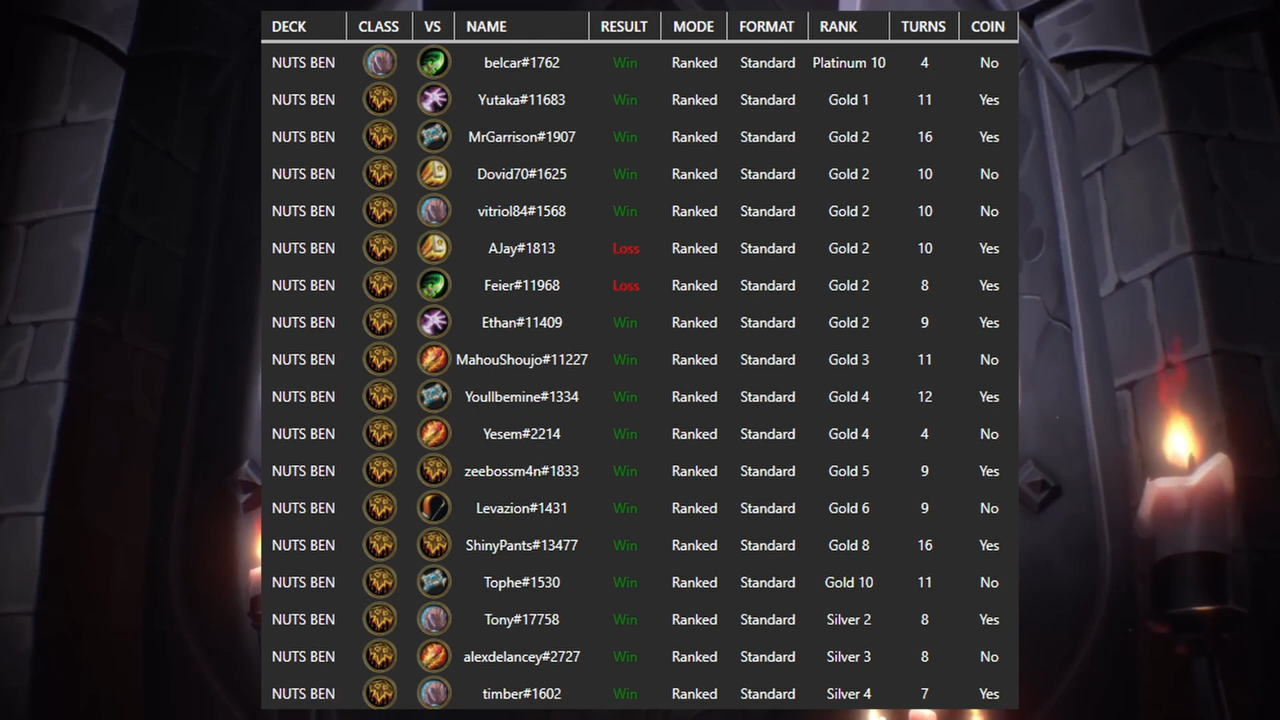 DECK CLASS VS NAME RESULT MODE FORMAT RANK TURNS COIN
NUTS BEN belcar#1762 Win Ranked Standard Platinum 10 4 No
NUTS BEN Yutaka#11683 Win Ranked Standard Gold 1 11 Yes
NUTS BEN MrGarrison#1907 Win Ranked Standard Gold 2 16 Yes
NUTS BEN Dovid70#1625 Win Ranked Standard Gold 2 10 No
NUTS BEN vitriol84#1568 Win Ranked Standard Gold 2 10 No
NUTS BEN AJay#1813 Loss Ranked Standard Gold 2 10 Yes
NUTS BEN Feier#11968 Loss Ranked Standard Gold 2 8 Yes
NUTS BEN Ethan#11409 Win Ranked Standard Gold 2 9 Yes
NUTS BEN MahouShoujo#11227 Win Ranked Standard Gold 3 11 No
NUTS BEN Youllbemine#1334 Win Ranked Standard Gold 4 12 Yes
NUTS BEN Yesem#2214 Win Ranked Standard Gold 4 4 No
NUTS BEN zeebossm4n#1833 Win Ranked Standard Gold 5 9 Yes
NUTS BEN Levazion#1431 Win Ranked Standard Gold 6 9 No
NUTS BEN ShinyPants#13477 Win Ranked Standard Gold 8 16 Yes
NUTS BEN Tophe#1530 Win Ranked Standard Gold 10 11 No
NUTS BEN Tony#17758 Win Ranked Standard Silver 2 8 Yes
NUTS BEN alexdelancey#2727 Win Ranked Standard Silver 3 8 No
NUTS BEN timber#1602 Win Ranked Standard Silver 4 7 Yes